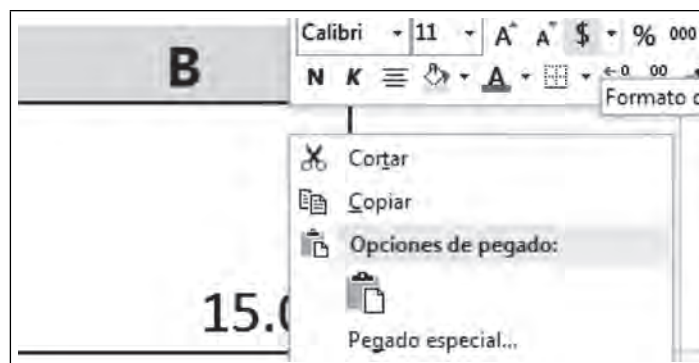 Calibri 11 A A $ % 000
B
N K A
Formato
Cortar
Copiar
Opciones de pegado:
15.
Pegado especial...